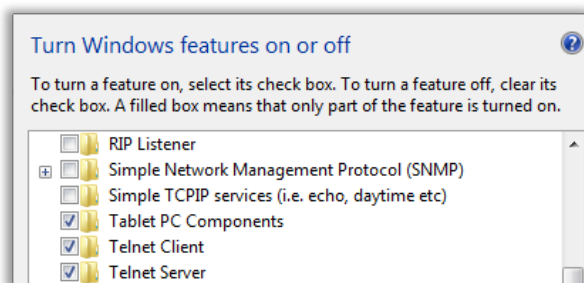 Turn Windows features on or off
To turn a feature on, select its check box. To turn a feature off, clear its
check box. A filled box means that only part of the feature is turned on.
RIP Listener
Simple Network Management Protocol (SNMP)
Simple TCPIP services (i.e. echo, daytime etc)
Tablet PC Components
Telnet Client
Telnet Server